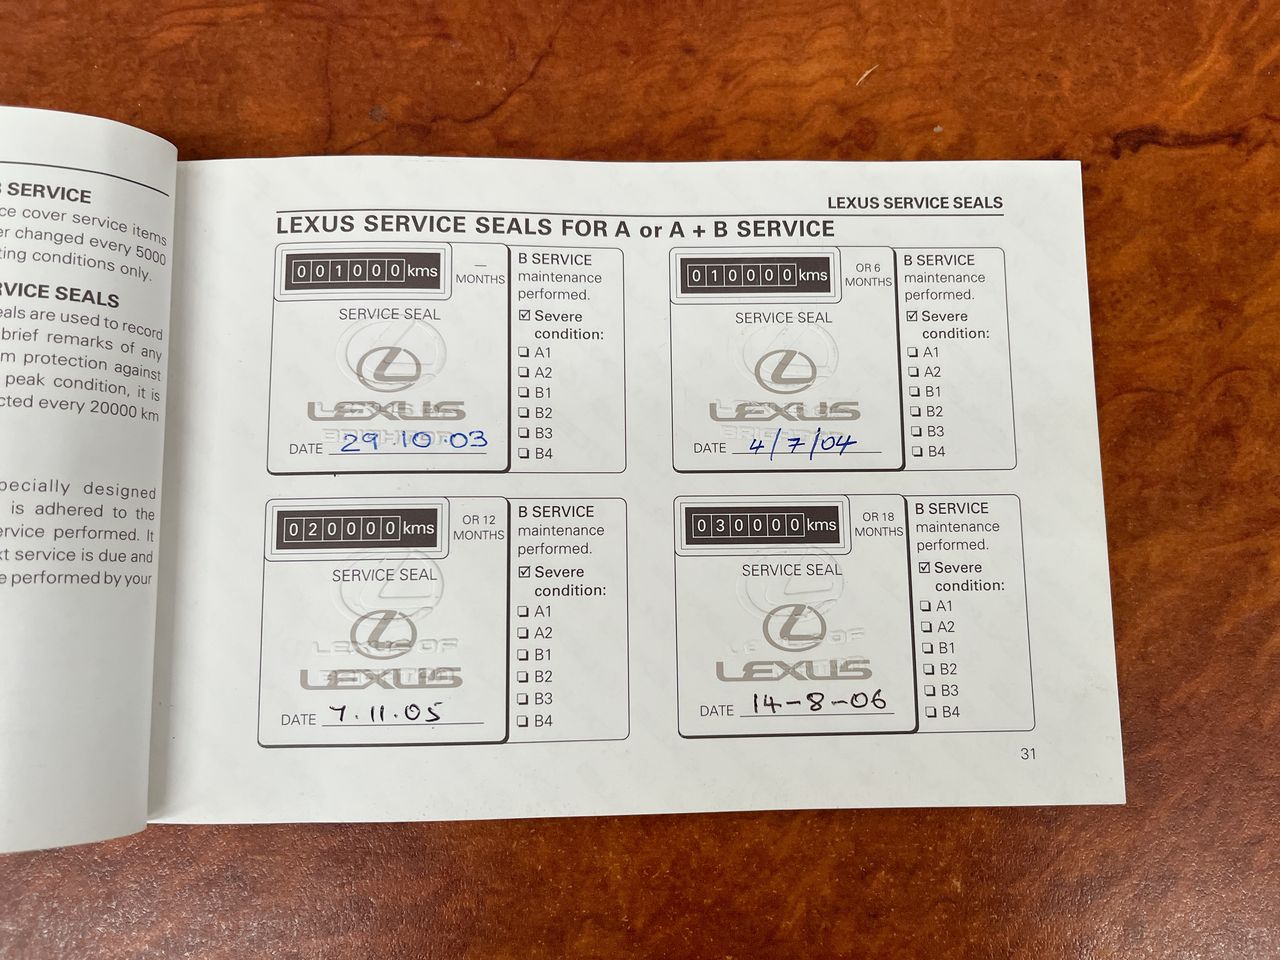 B SERVICE
ce cover service items
er changed every 5000
ting conditions only.
RVICE SEALS
eals are used to record
brief remarks of any
m protection against
peak condition, it is
cted every 20000 km
pecially designed
is adhered to the
ervice performed. It
xt service is due and
e performed by your
LEXUS SERVICE SEALS
LEXUS SERVICE SEALS FOR A or A + B SERVICE
001000 kms
—
MONTHS
SERVICE SEAL
LEXUS
DATE 29.10.03
B SERVICE
maintenance
performed.
☑ Severe
condition:
❏ A1
❏ A2
❏ B1
❏ B2
❏ B3
❏ B4
010000 kms
OR 6
MONTHS
SERVICE SEAL
LEXUS
DATE 4/7/04
B SERVICE
maintenance
performed.
☑ Severe
condition:
❏ A1
❏ A2
❏ B1
❏ B2
❏ B3
❏ B4
020000 kms
OR 12
MONTHS
SERVICE SEAL
LEXUS OF
LEXUS
DATE 7.11.05
B SERVICE
maintenance
performed.
☑ Severe
condition:
❏ A1
❏ A2
❏ B1
❏ B2
❏ B3
❏ B4
030000 kms
OR 18
MONTHS
SERVICE SEAL
LEXUS
DATE 14-8-06
B SERVICE
maintenance
performed.
☑ Severe
condition:
❏ A1
❏ A2
❏ B1
❏ B2
❏ B3
❏ B4
31